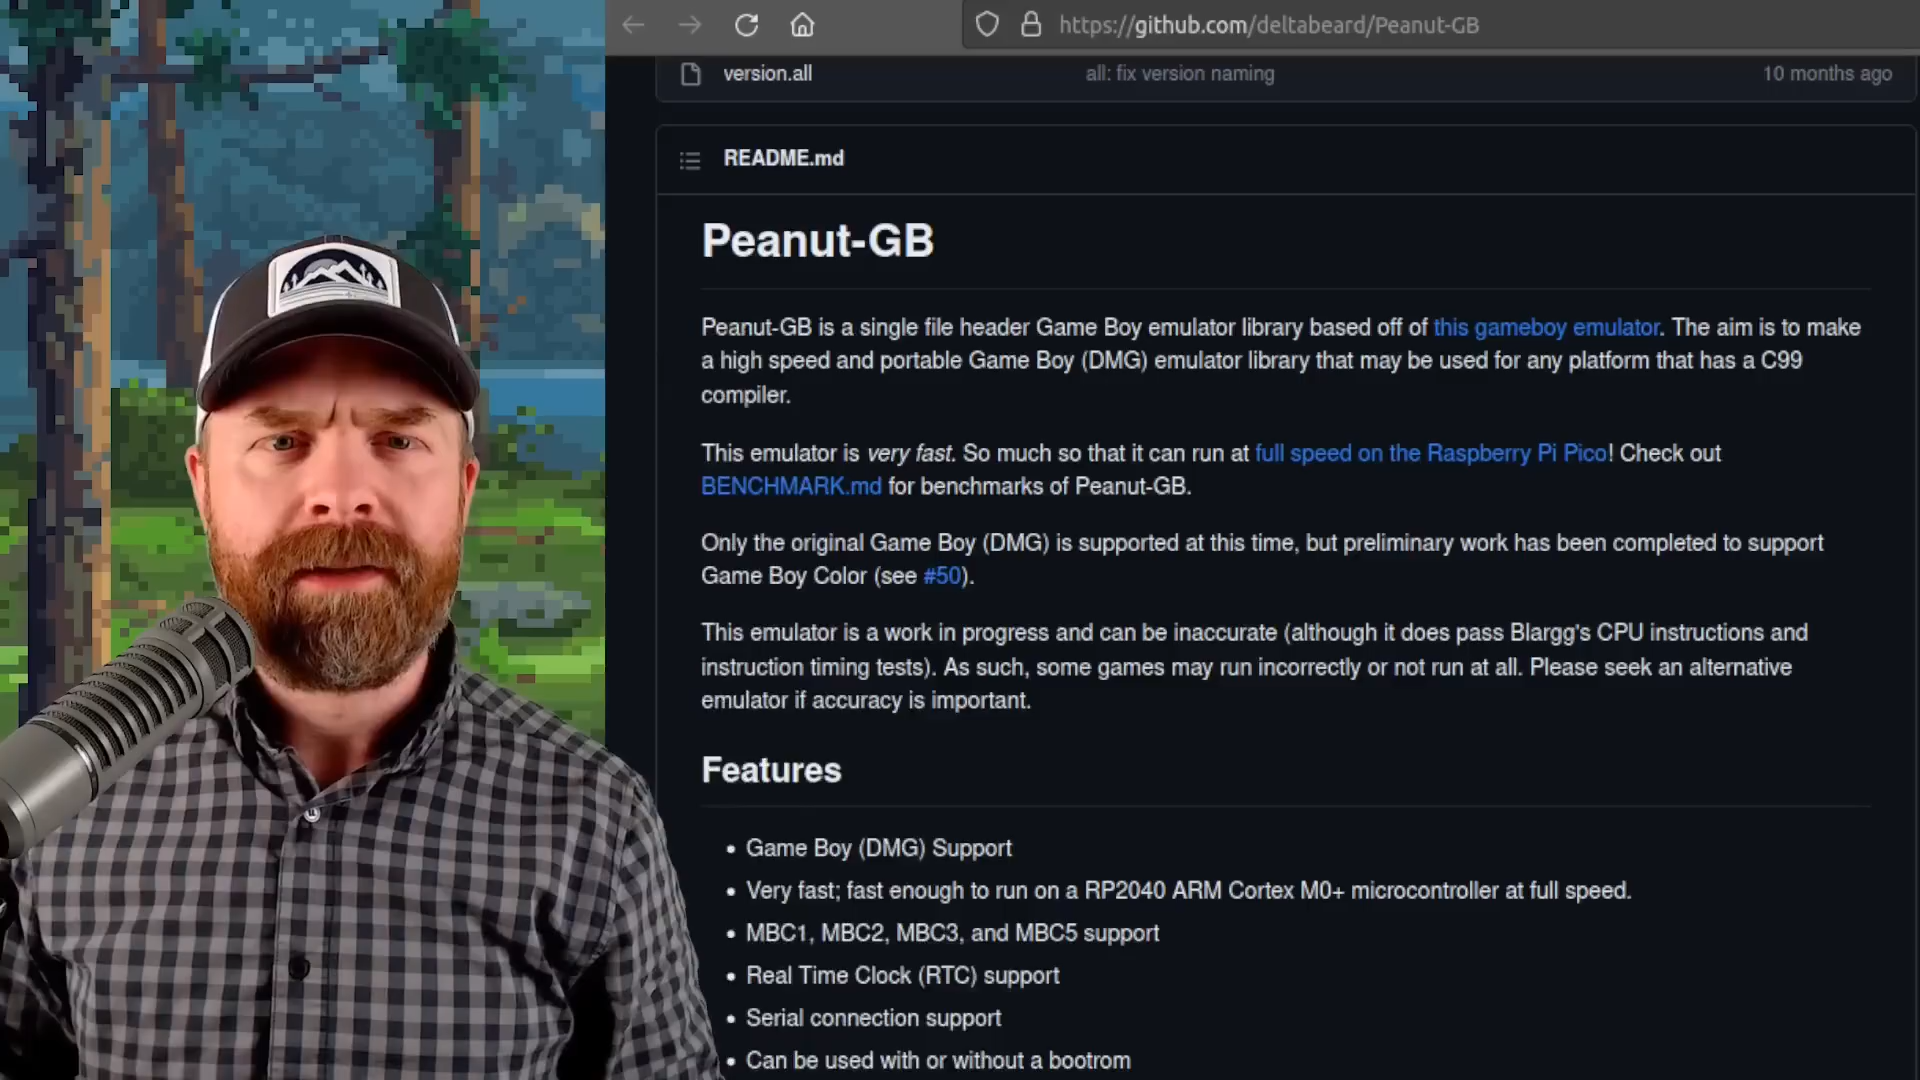 https://github.com/deltabeard/Peanut-GB
version.all all: fix version naming 10 months ago
README.md
Peanut-GB
Peanut-GB is a single file header Game Boy emulator library based off of this gameboy emulator. The aim is to make
a high speed and portable Game Boy (DMG) emulator library that may be used for any platform that has a C99
compiler.
This emulator is very fast. So much so that it can run at full speed on the Raspberry Pi Pico! Check out
BENCHMARK.md for benchmarks of Peanut-GB.
Only the original Game Boy (DMG) is supported at this time, but preliminary work has been completed to support
Game Boy Color (see #50).
This emulator is a work in progress and can be inaccurate (although it does pass Blargg's CPU instructions and
instruction timing tests). As such, some games may run incorrectly or not run at all. Please seek an alternative
emulator if accuracy is important.
Features
• Game Boy (DMG) Support
• Very fast; fast enough to run on a RP2040 ARM Cortex M0+ microcontroller at full speed.
• MBC1, MBC2, MBC3, and MBC5 support
• Real Time Clock (RTC) support
• Serial connection support
• Can be used with or without a bootrom